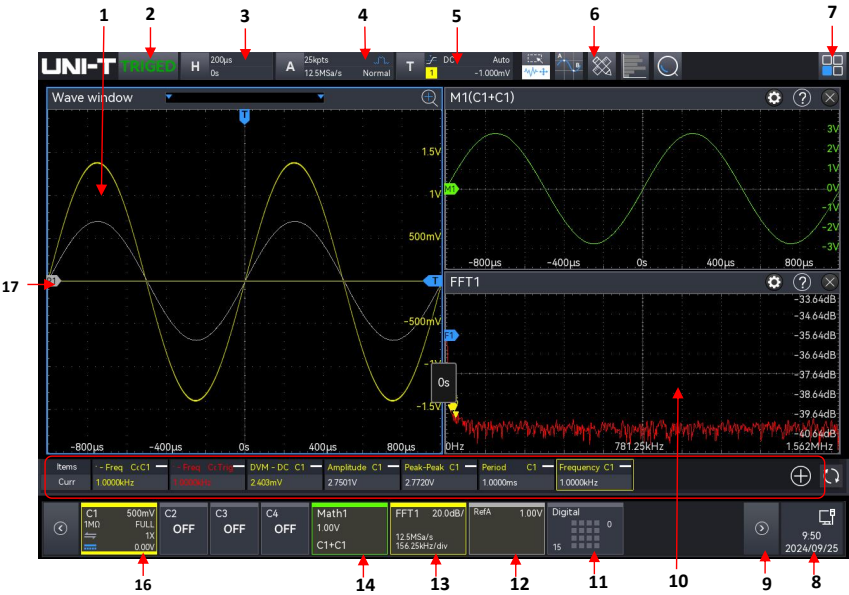 1 2 3 4 5 6 7
UNI-T TRIGED H 200µs A 25kpts T DC Auto
0s 12.5MSa/s Normal 1 -1.000mV
Wave window
M1(C1+C1)
T
1.5V
1V
500mV
-500mV
-1V
-1.5V
T
-800µs -400µs 0s 400µs 800µs
3V
2V
1V
0V
-1V
-2V
-3V
M1
-800µs -400µs 0s 400µs 800µs
17
FFT1
-33.64dB
-34.64dB
-35.64dB
-36.64dB
-37.64dB
-38.64dB
-39.64dB
-40.64dB
F1
0s
0Hz 781.25kHz 1.562MHz
Items - Freq C1 DVM - DC C1 Amplitude C1 Peak-Peak C1 Period C1 Frequency C1
Curr 1.0000kHz 2.403mV 2.7501V 2.7720V 1.0000ms 1.0000kHz
C1 500mV
1MΩ FULL
1X
0.00V
C2
OFF
C3
OFF
C4
OFF
Math1
1.00V
C1+C1
FFT1 20.0dB/
12.5MSa/s
156.25kHz/div
RefA 1.00V
Digital
0
15
9:50
2024/09/25
16 14 13 12 11 10 9 8